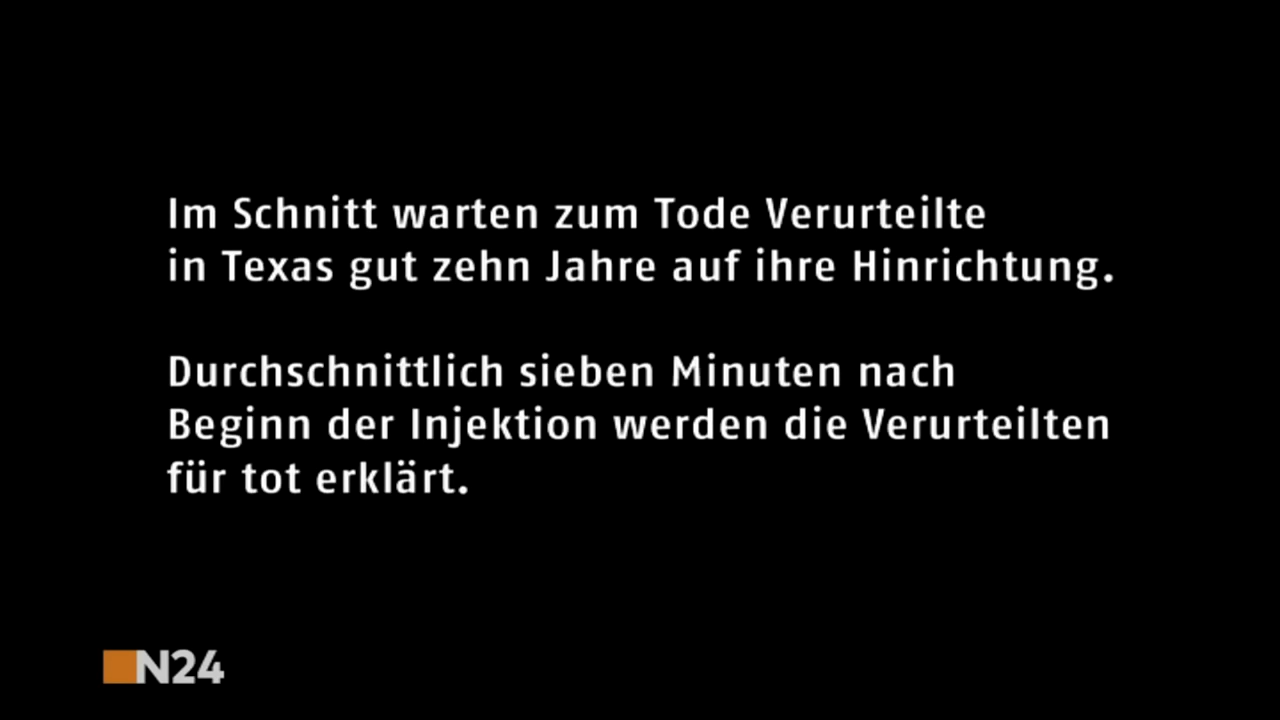 Im Schnitt warten zum Tode Verurteilte
in Texas gut zehn Jahre auf ihre Hinrichtung.
Durchschnittlich sieben Minuten nach
Beginn der Injektion werden die Verurteilten
für tot erklärt.
N24